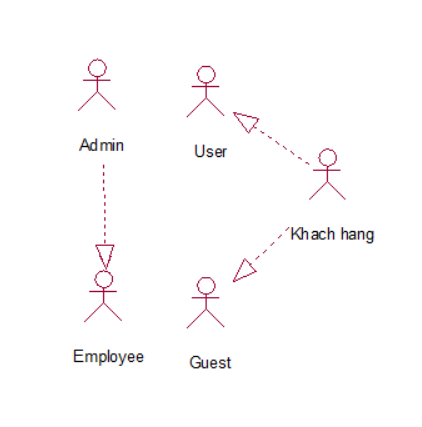 Admin
User
Khach hang
Employee
Guest